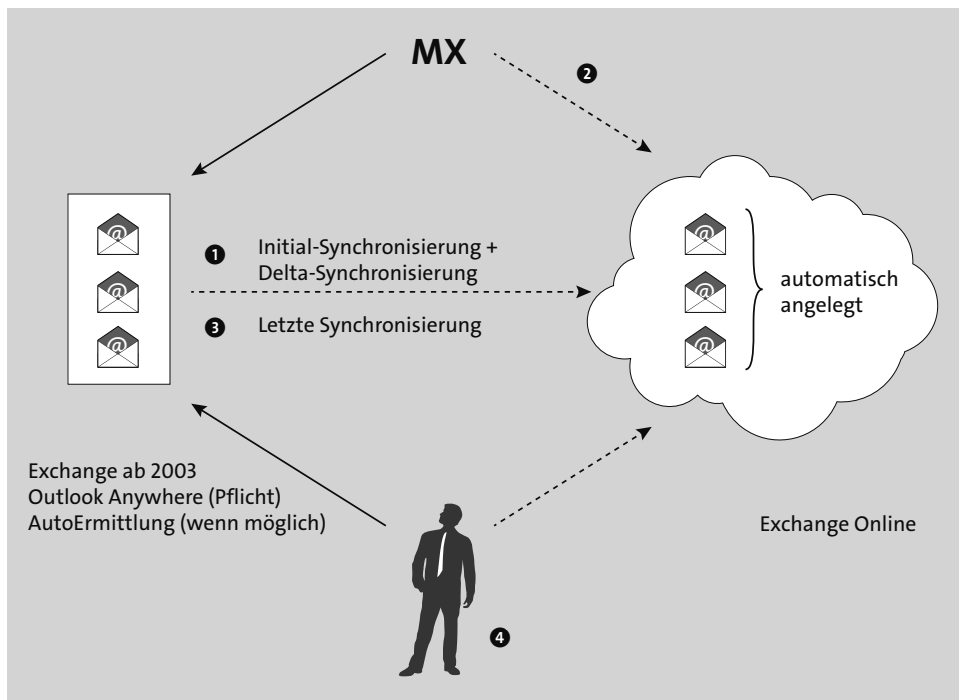 MX
❷
❶ Initial-Synchronisierung +
Delta-Synchronisierung
❸ Letzte Synchronisierung
automatisch
angelegt
Exchange ab 2003
Outlook Anywhere (Pflicht)
AutoErmittlung (wenn möglich)
Exchange Online
❹